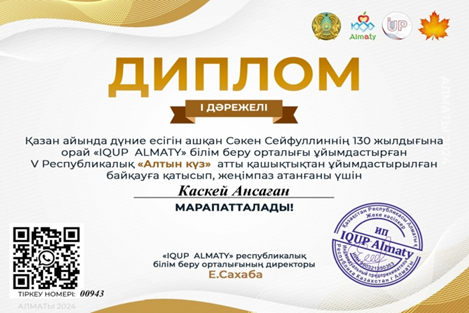 Almaty
UP
ДИПЛОМ
I ДӘРЕЖЕЛІ
Қазан айында дүние есігін ашқан Сәкен Сейфуллиннің 130 жылдығына
орай «IQUP ALMATY» білім беру орталығы ұйымдастырған
V Республикалық «Алтын күз» атты қашықтықтан ұйымдастырылған
байқауға қатысып, жеңімпаз атанғаны үшін
Каскей Ансаган
МАРАПАТТАЛАДЫ!
«IQUP ALMATY» республикалық
білім беру орталығының директоры
Е.Сахаба
ИП
IQUP Almaty
ТІРКЕУ НОМЕРІ: 00943
АЛМАТЫ 2024